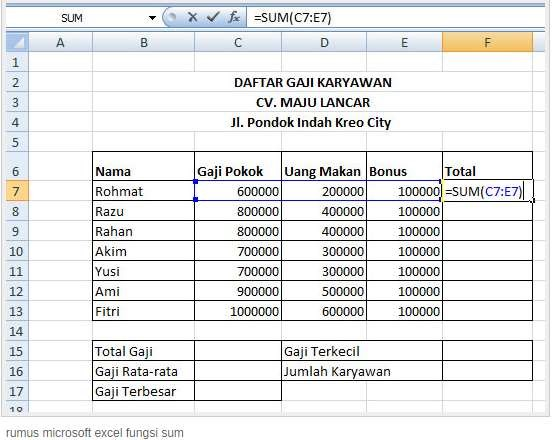 SUM =SUM(C7:E7)
A B C D E F
1
2 DAFTAR GAJI KARYAWAN
3 CV. MAJU LANCAR
4 Jl. Pondok Indah Kreo City
5
6 Nama Gaji Pokok Uang Makan Bonus Total
7 Rohmat 600000 200000 100000 =SUM(C7:E7)
8 Razu 800000 400000 100000
9 Rahan 800000 400000 100000
10 Akim 700000 300000 100000
11 Yusi 700000 300000 100000
12 Ami 900000 500000 100000
13 Fitri 1000000 600000 100000
14
15 Total Gaji Gaji Terkecil
16 Gaji Rata-rata Jumlah Karyawan
17 Gaji Terbesar
18
rumus microsoft excel fungsi sum